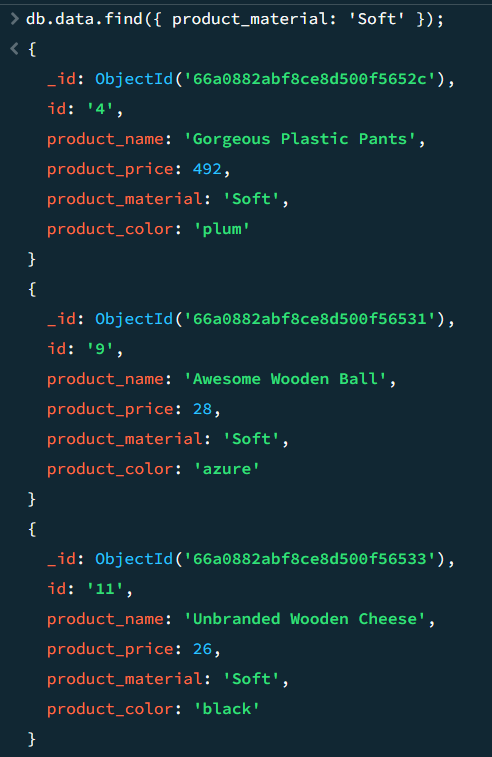 > db.data.find({ product_material: 'Soft' });
< {
_id: ObjectId('66a0882abf8ce8d500f5652c'),
id: '4',
product_name: 'Gorgeous Plastic Pants',
product_price: 492,
product_material: 'Soft',
product_color: 'plum'
}
{
_id: ObjectId('66a0882abf8ce8d500f56531'),
id: '9',
product_name: 'Awesome Wooden Ball',
product_price: 28,
product_material: 'Soft',
product_color: 'azure'
}
{
_id: ObjectId('66a0882abf8ce8d500f56533'),
id: '11',
product_name: 'Unbranded Wooden Cheese',
product_price: 26,
product_material: 'Soft',
product_color: 'black'
}